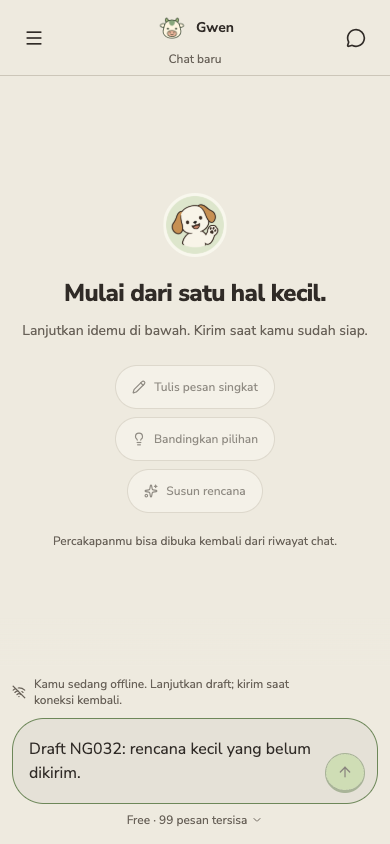 Gwen
Chat baru
Mulai dari satu hal kecil.
Lanjutkan idemu di bawah. Kirim saat kamu sudah siap.
Tulis pesan singkat
Bandingkan pilihan
Susun rencana
Percakapanmu bisa dibuka kembali dari riwayat chat.
Kamu sedang offline. Lanjutkan draft; kirim saat
koneksi kembali.
Draft NG032: rencana kecil yang belum
dikirim.
Free · 99 pesan tersisa